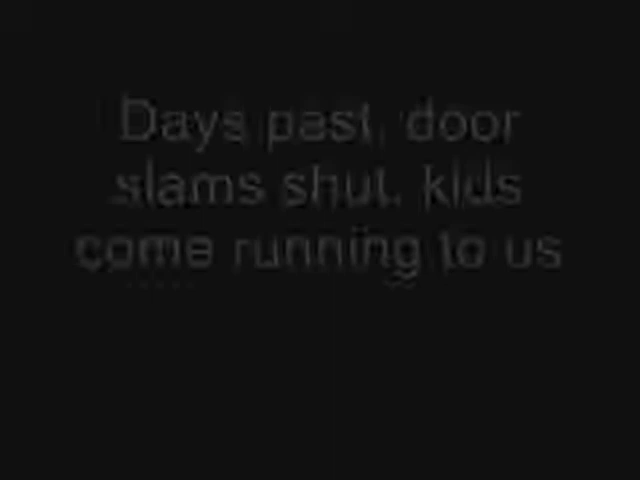 Days past, door
slams shut, kids
come running to us